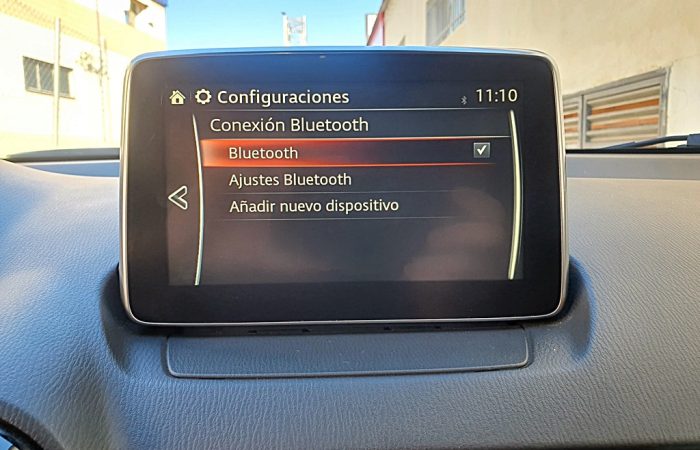 Configuraciones 11:10
Conexión Bluetooth
Bluetooth
Ajustes Bluetooth
Añadir nuevo dispositivo